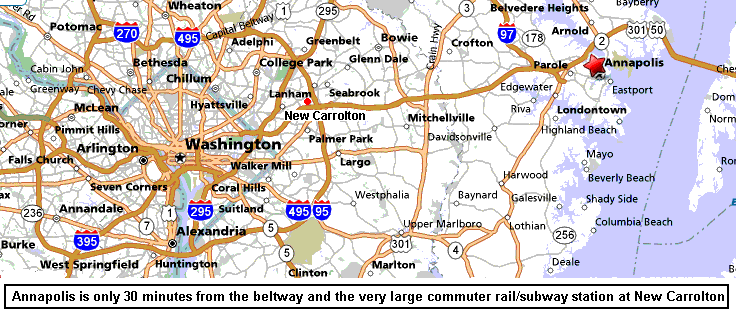 Wheaton
3
Belvedere Heights
Bayberry
Potomac
270
495
Capital Beltway
Adelphi
Greenbelt
Bowie
Crain Hwy
Crofton
97
178
Arnold
2
301
50
Bethesda
Cabin John
College Park
Glenn Dale
Parole
Annapolis
Chillum
Greenway
Chevy Chase
Lanham
Seabrook
Edgewater
Eastport
McLean
Hyattsville
New Carrolton
Riva
Londontown
Pimmit Hills
Mitchellville
Highland Beach
Arlington
Washington
Palmer Park
Davidsonville
Falls Church
Walker Mill
Largo
Mayo
Seven Corners
Coral Hills
Harwood
Beverly Beach
Westphalia
Baynard
Galesville
Shady Side
236
Annandale
7
1
295
Suitland
495
95
Upper Marlboro
Lothian
Columbia Beach
Burke
395
Alexandria
5
301
4
256
West Springfield
Huntington
5
Clinton
Marlton
3
Deale
Annapolis is only 30 minutes from the beltway and the very large commuter rail/subway station at New Carrolton